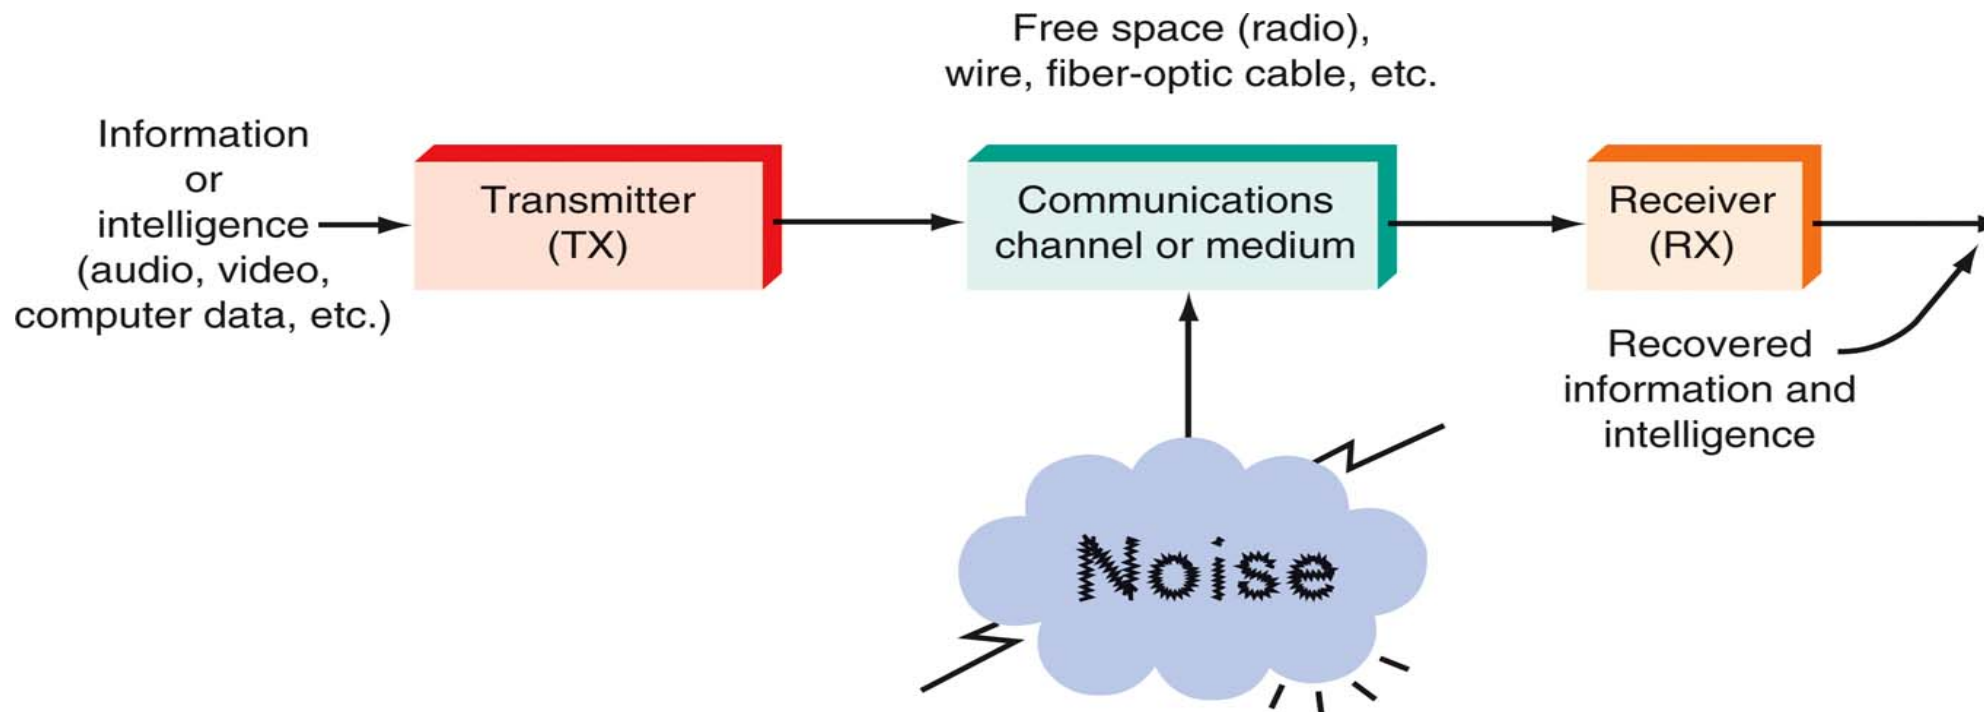 Free space (radio),
wire, fiber-optic cable, etc.
Information
or
intelligence
(audio, video,
computer data, etc.)
Transmitter
(TX)
Communications
channel or medium
Receiver
(RX)
Recovered
information and
intelligence
Noise